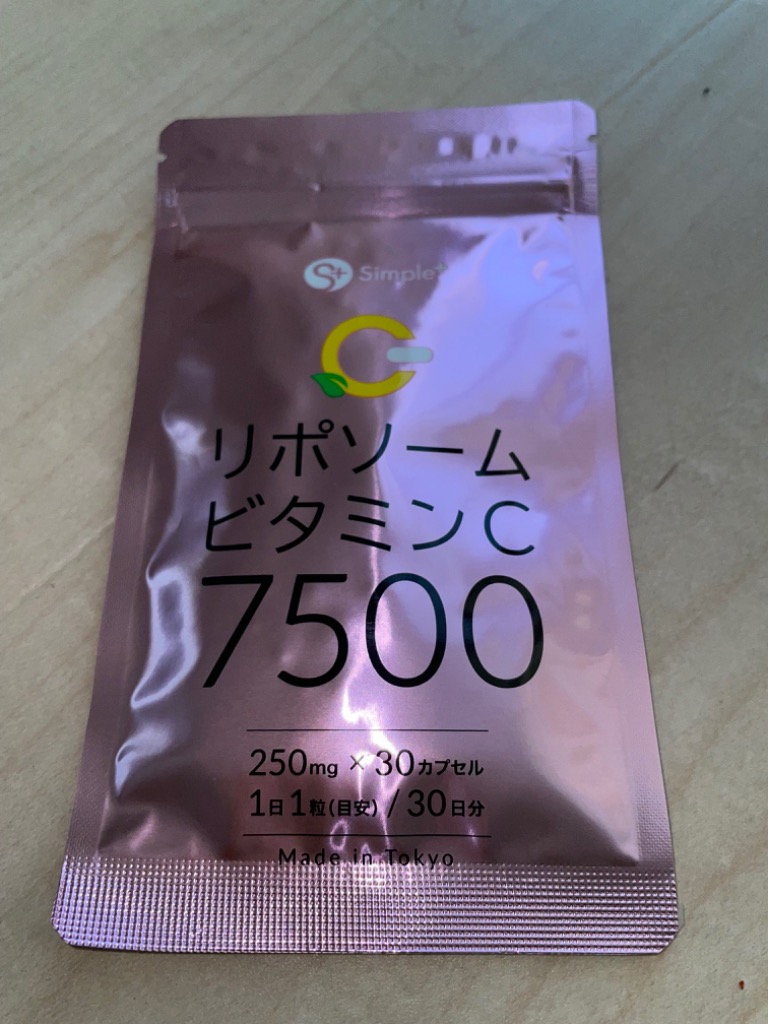 S+ Simple+
リポソーム
ビタミンC
7500
250mg × 30カプセル
1日1粒(目安) / 30日分
Made in Tokyo